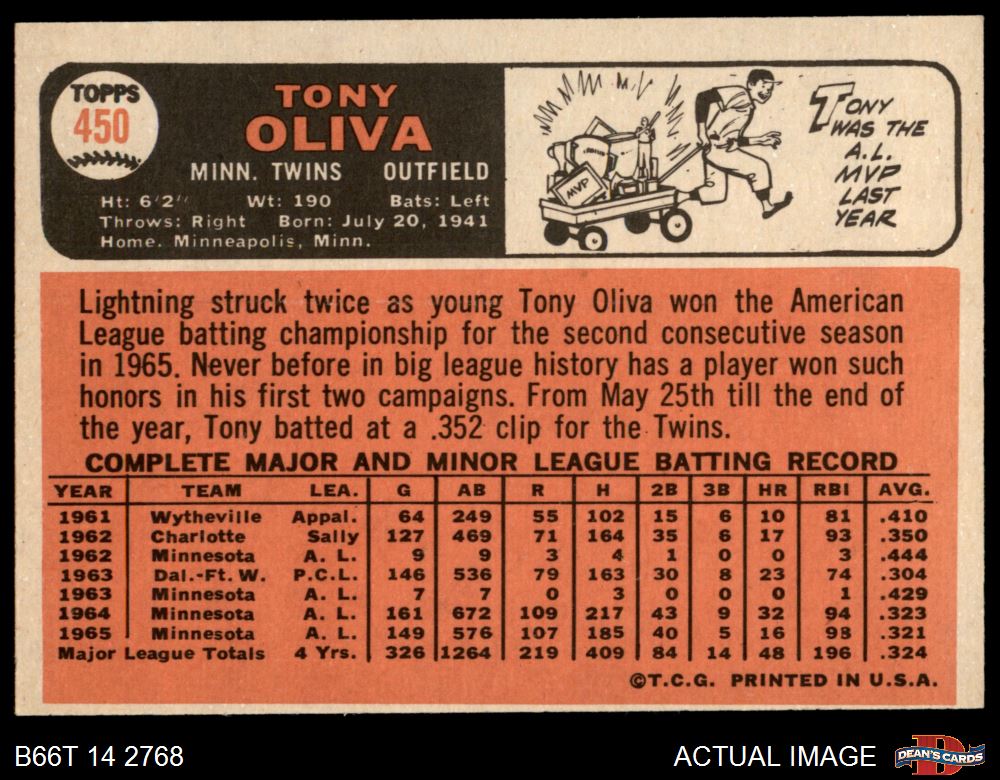 TOPPS
450
TONY
OLIVA
MINN. TWINS OUTFIELD
Ht: 6'2" Wt: 190 Bats: Left
Throws: Right Born: July 20, 1941
Home. Minneapolis, Minn.
MVP
TONY
WAS THE
A.L.
MVP
LAST
YEAR
Lightning struck twice as young Tony Oliva won the American
League batting championship for the second consecutive season
in 1965. Never before in big league history has a player won such
honors in his first two campaigns. From May 25th till the end of
the year, Tony batted at a .352 clip for the Twins.
COMPLETE MAJOR AND MINOR LEAGUE BATTING RECORD
YEAR TEAM LEA. G AB R H 2B 3B HR RBI AVG.
1961 Wytheville Appal. 64 249 55 102 15 6 10 81 .410
1962 Charlotte Sally 127 469 71 164 35 6 17 93 .350
1962 Minnesota A. L. 9 9 3 4 1 0 0 3 .444
1963 Dal.-Ft. W. P.C.L. 146 536 79 163 30 8 23 74 .304
1963 Minnesota A. L. 7 7 0 3 0 0 0 1 .429
1964 Minnesota A. L. 161 672 109 217 43 9 32 94 .323
1965 Minnesota A. L. 149 576 107 185 40 5 16 98 .321
Major League Totals 4 Yrs. 326 1264 219 409 84 14 48 196 .324
©T.C.G. PRINTED IN U.S.A.
B66T 14 2768
ACTUAL IMAGE
DEAN'S CARDS